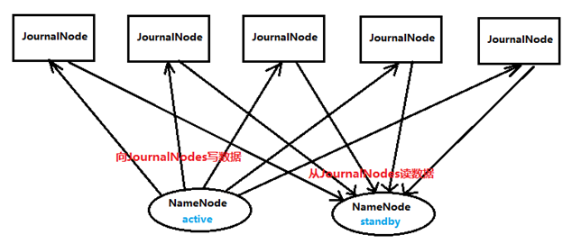 JournalNode
JournalNode
JournalNode
JournalNode
JournalNode
向JournalNodes写数据
从JournalNodes读数据
NameNode
active
NameNode
standby